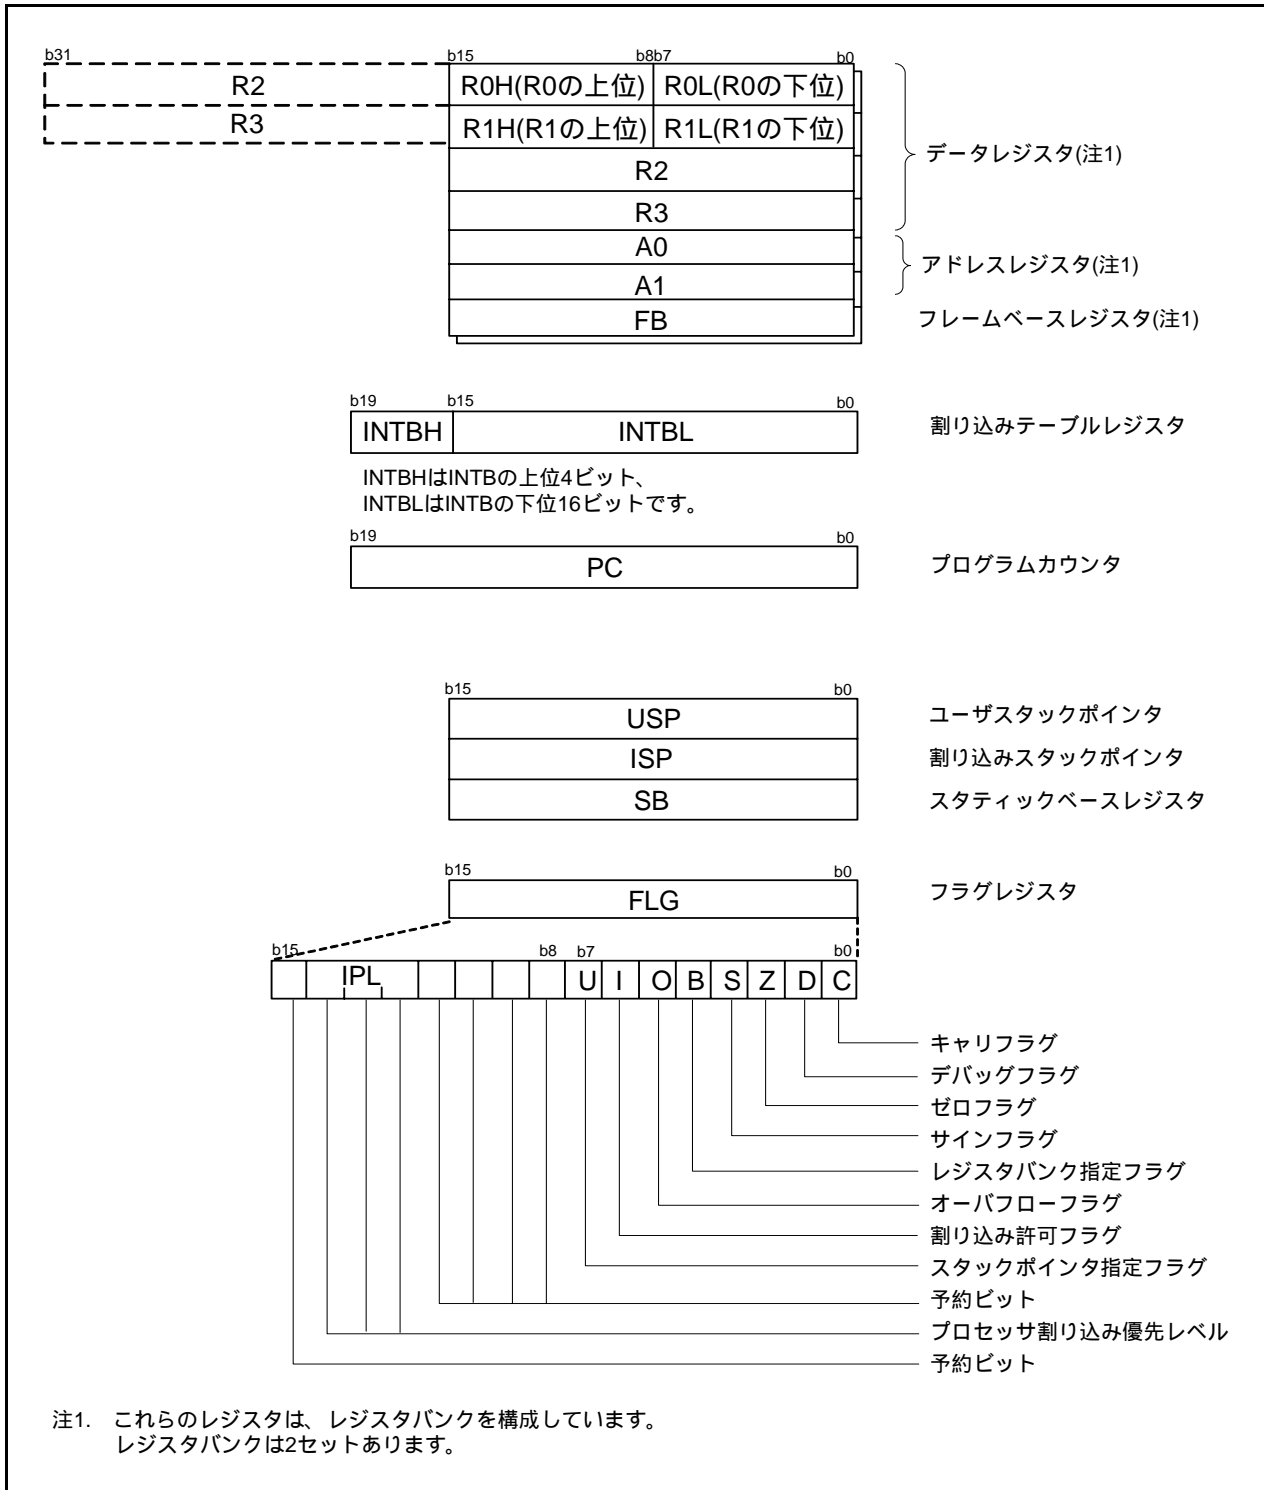 b31 b15 b8b7 b0
R2 R0H(R0の上位) R0L(R0の下位)
R3 R1H(R1の上位) R1L(R1の下位)
データレジスタ(注1)
R2
R3
A0
アドレスレジスタ(注1)
A1
FB フレームベースレジスタ(注1)
b19 b15 b0
INTBH INTBL 割り込みテーブルレジスタ
INTBHはINTBの上位4ビット、
INTBLはINTBの下位16ビットです。
b19 b0
PC プログラムカウンタ
b15 b0
USP ユーザスタックポインタ
ISP 割り込みスタックポインタ
SB スタティックベースレジスタ
b15 b0
FLG フラグレジスタ
b15 b8 b7 b0
IPL U I O B S Z D C
キャリフラグ
デバッグフラグ
ゼロフラグ
サインフラグ
レジスタバンク指定フラグ
オーバフローフラグ
割り込み許可フラグ
スタックポインタ指定フラグ
予約ビット
プロセッサ割り込み優先レベル
予約ビット
注1. これらのレジスタは、レジスタバンクを構成しています。
レジスタバンクは2セットあります。